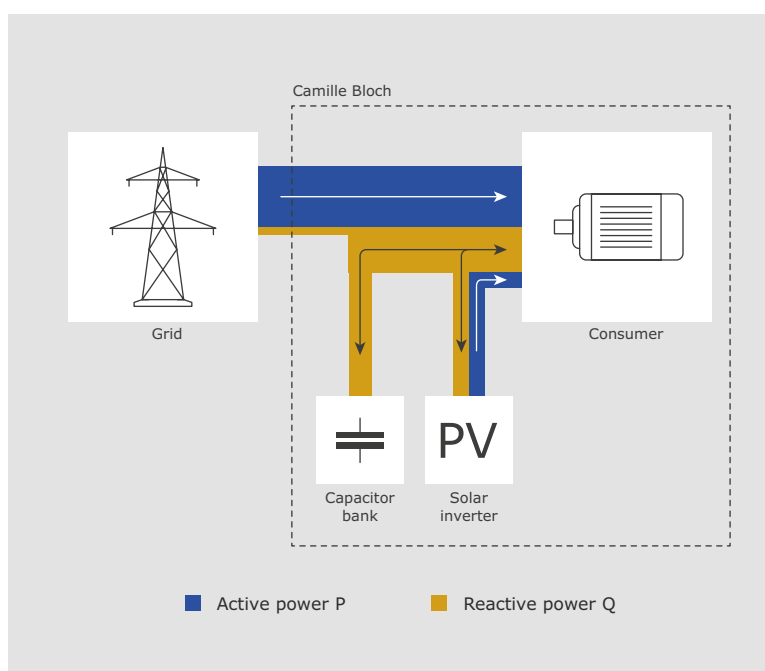 Camille Bloch
Grid
Consumer
PV
Capacitor
bank
Solar
inverter
Active power P
Reactive power Q